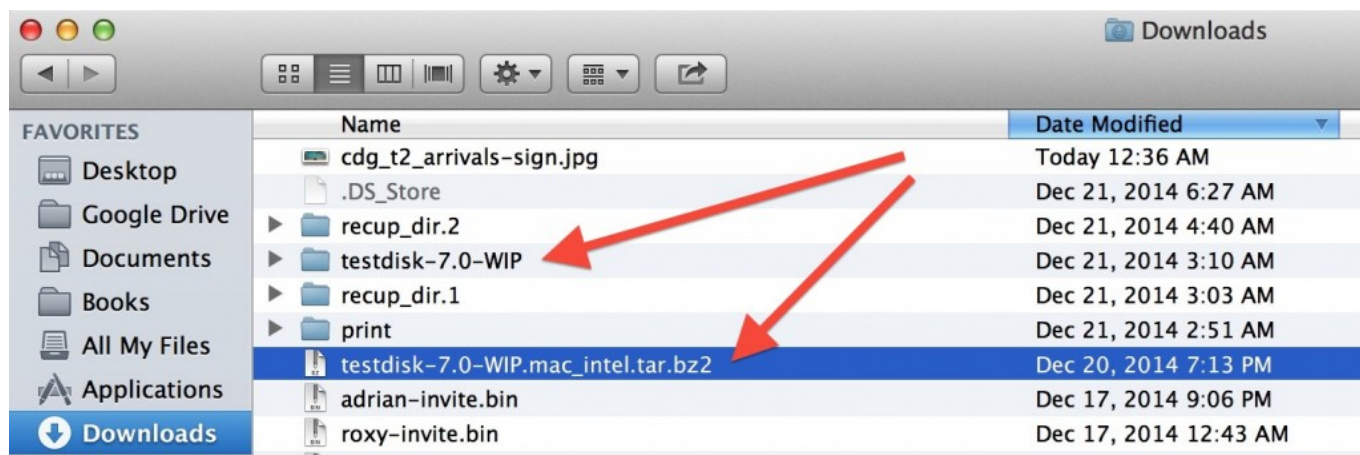 Downloads
FAVORITES
Desktop
Google Drive
Documents
Books
All My Files
Applications
Downloads
Name Date Modified
cdg_t2_arrivals-sign.jpg Today 12:36 AM
.DS_Store Dec 21, 2014 6:27 AM
recup_dir.2 Dec 21, 2014 4:40 AM
testdisk-7.0-WIP Dec 21, 2014 3:10 AM
recup_dir.1 Dec 21, 2014 3:03 AM
print Dec 21, 2014 2:51 AM
testdisk-7.0-WIP.mac_intel.tar.bz2 Dec 20, 2014 7:13 PM
adrian-invite.bin Dec 17, 2014 9:06 PM
roxy-invite.bin Dec 17, 2014 12:43 AM